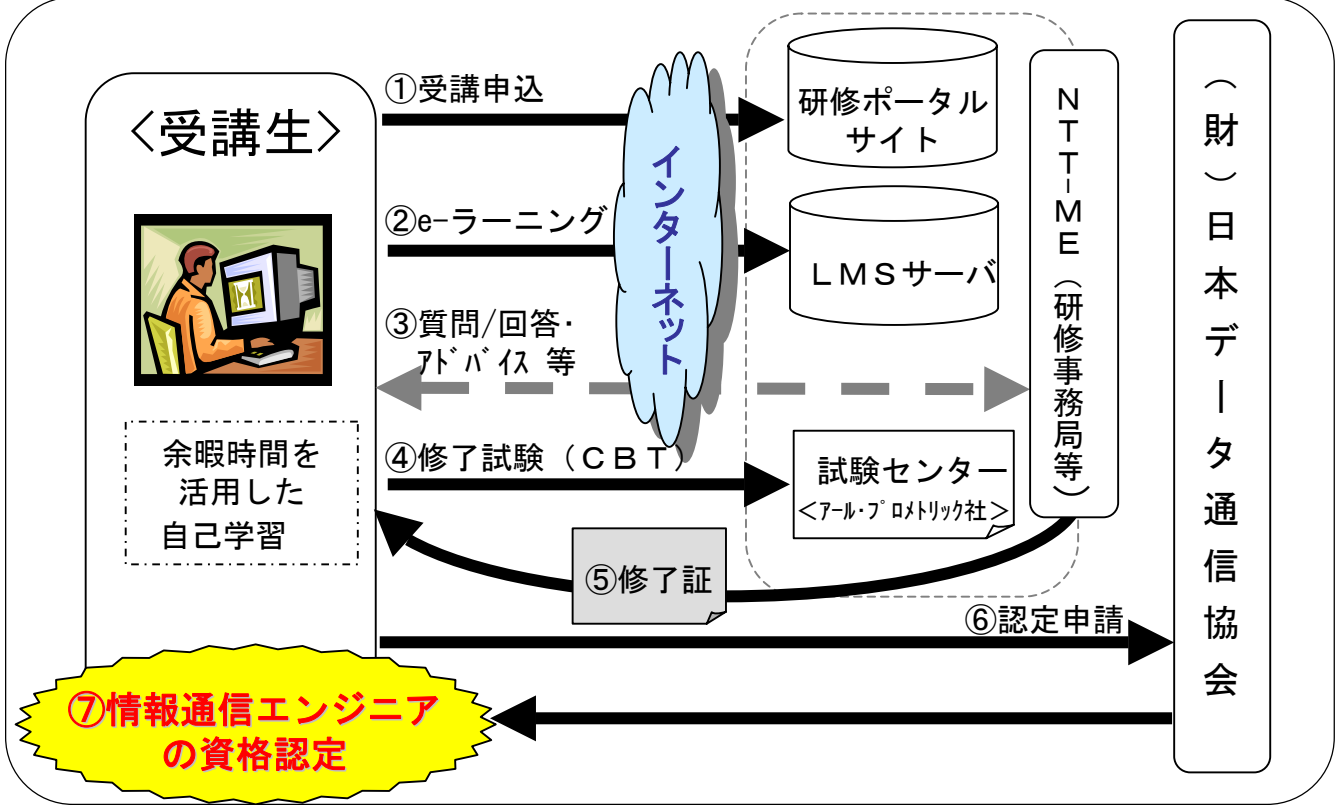 <受講生>
余暇時間を
活用した
自己学習
①受講申込
②e-ラーニング
③質問/回答・
ｱﾄﾞﾊﾞｲｽ 等
④修了試験（ＣＢＴ）
インターネット
研修ポータル
サイト
ＬＭＳサーバ
試験センター
<ｱｰﾙ・ﾌﾟﾛﾒﾄﾘｯｸ社>
ＮＴＴ-ＭＥ（研修事務局等）
（財）日本データ通信協会
⑤修了証
⑥認定申請
⑦情報通信エンジニア
の資格認定